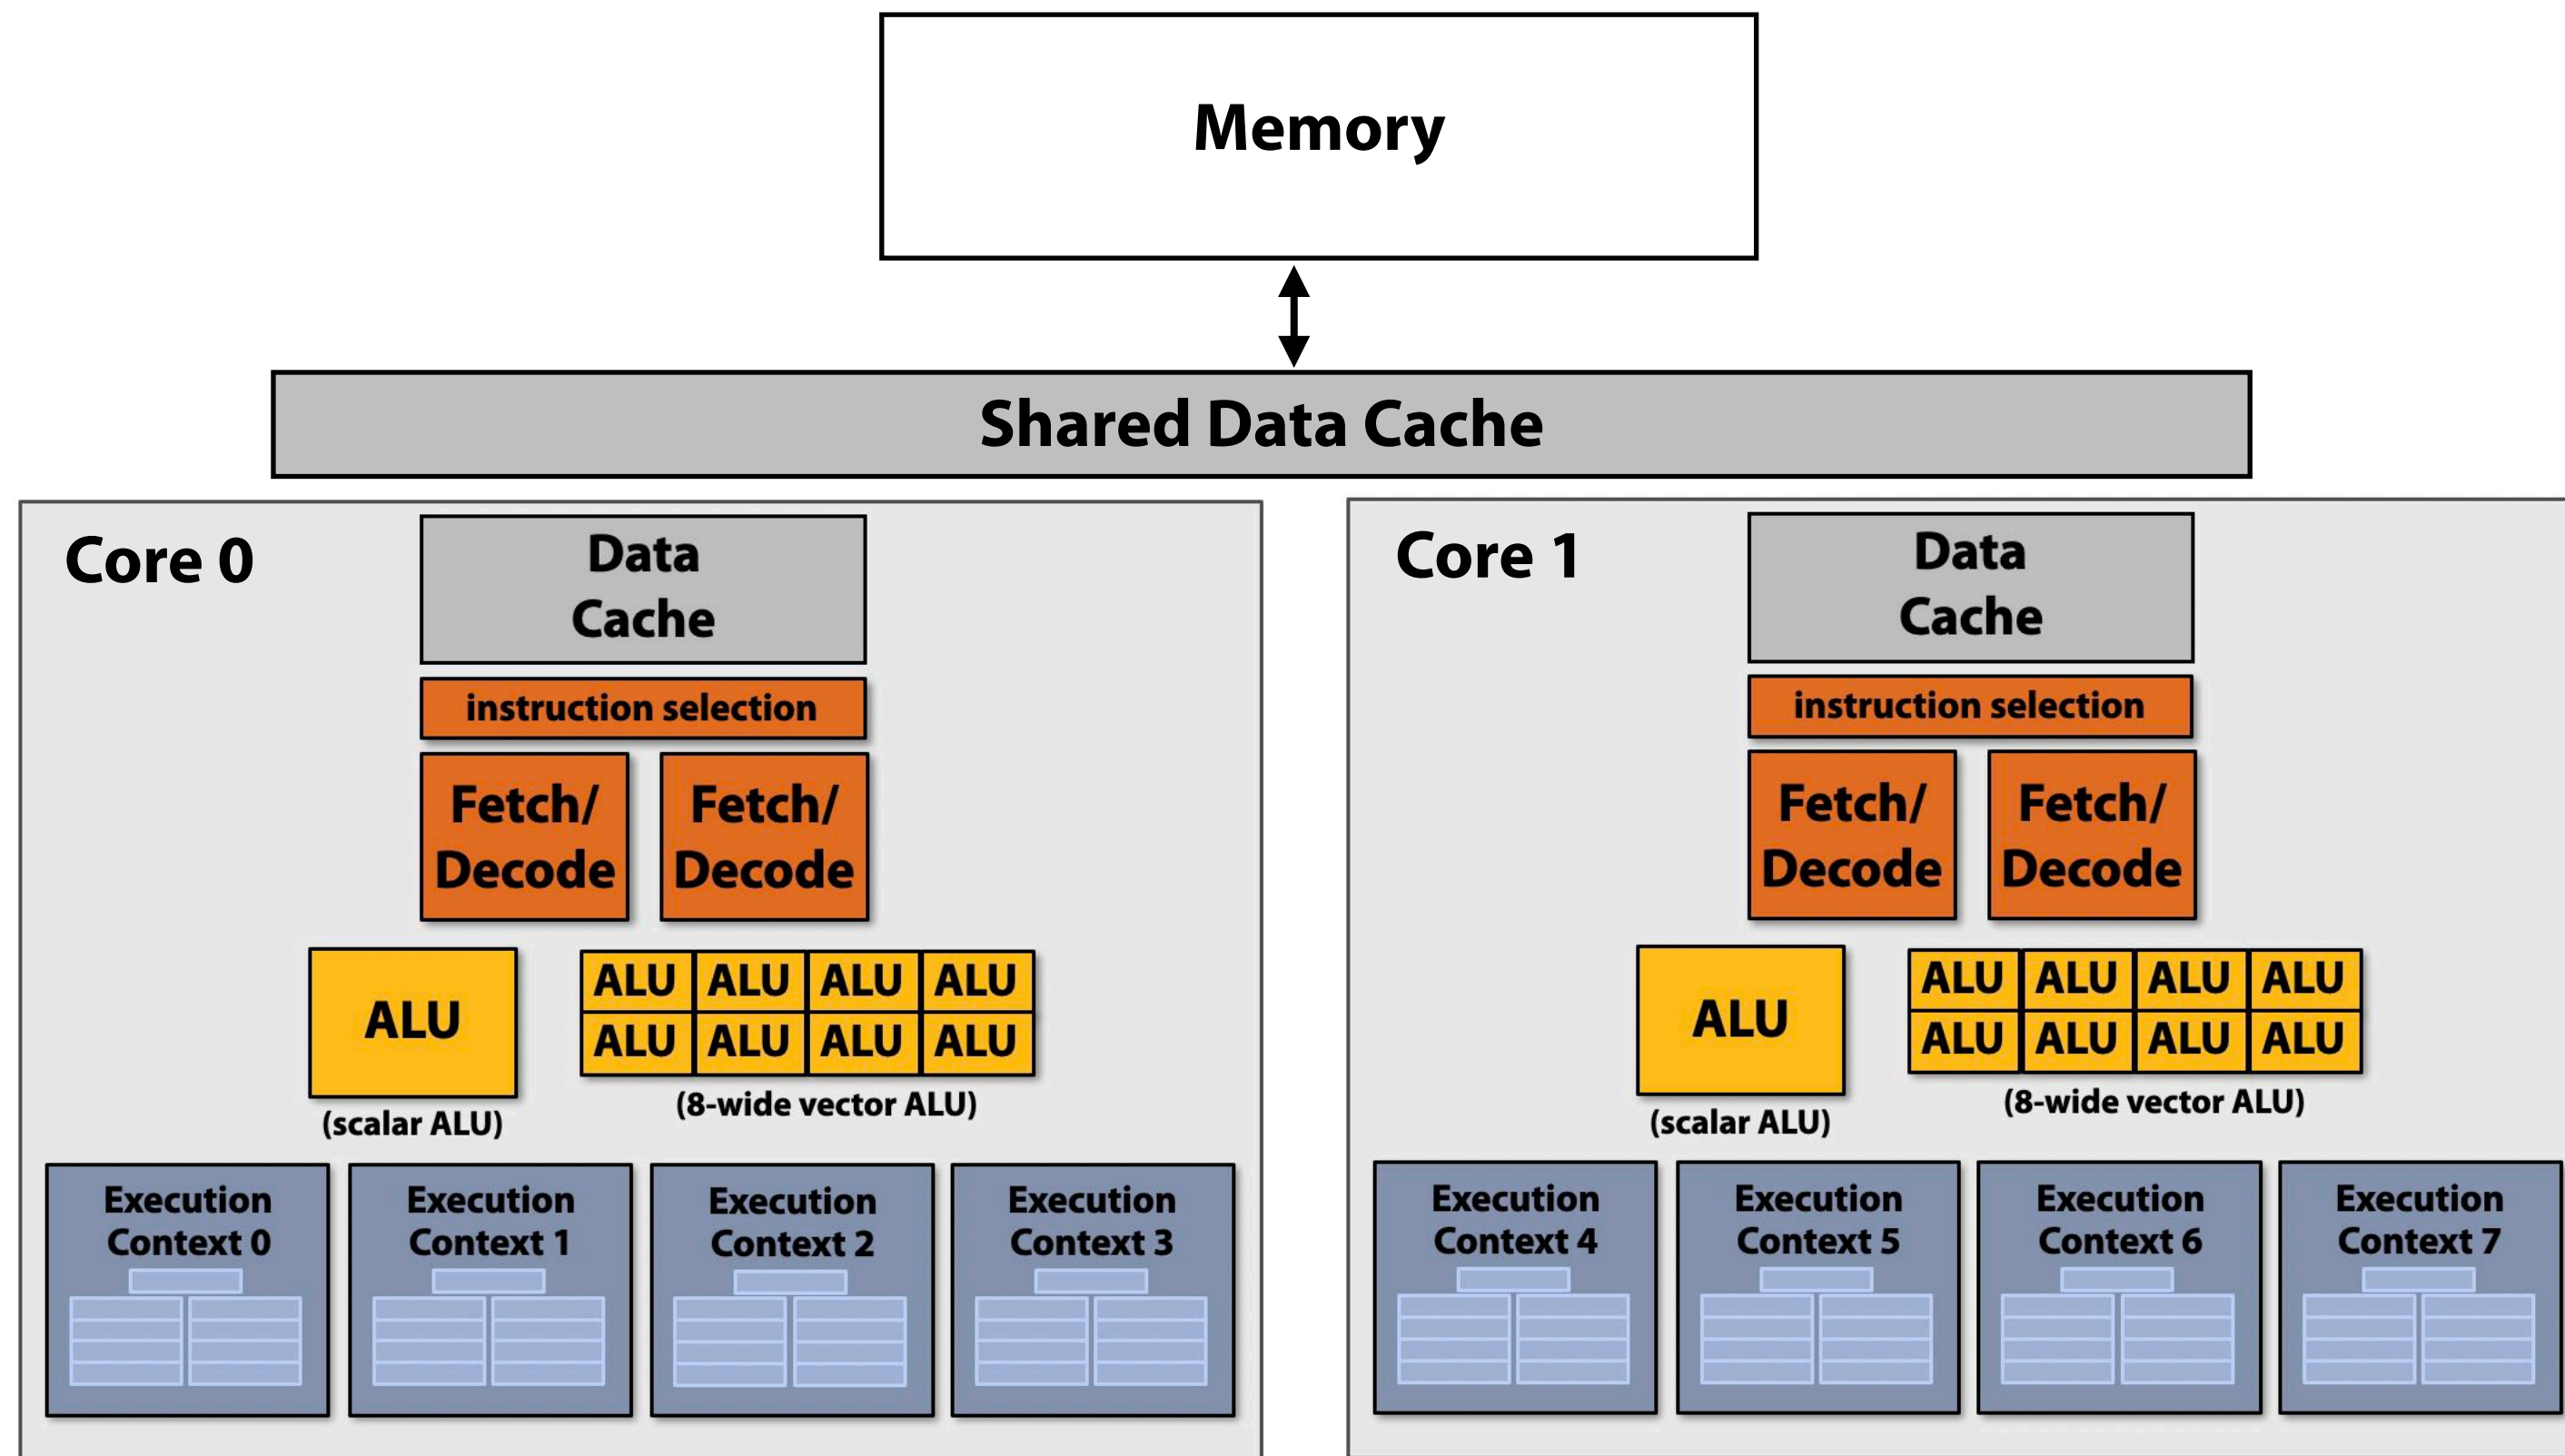 Memory
Shared Data Cache
Core 0
Data
Cache
instruction selection
Fetch/
Decode
Fetch/
Decode
ALU
(scalar ALU)
ALU ALU ALU ALU
ALU ALU ALU ALU
(8-wide vector ALU)
Execution
Context 0
Execution
Context 1
Execution
Context 2
Execution
Context 3
Core 1
Data
Cache
instruction selection
Fetch/
Decode
Fetch/
Decode
ALU
(scalar ALU)
ALU ALU ALU ALU
ALU ALU ALU ALU
(8-wide vector ALU)
Execution
Context 4
Execution
Context 5
Execution
Context 6
Execution
Context 7